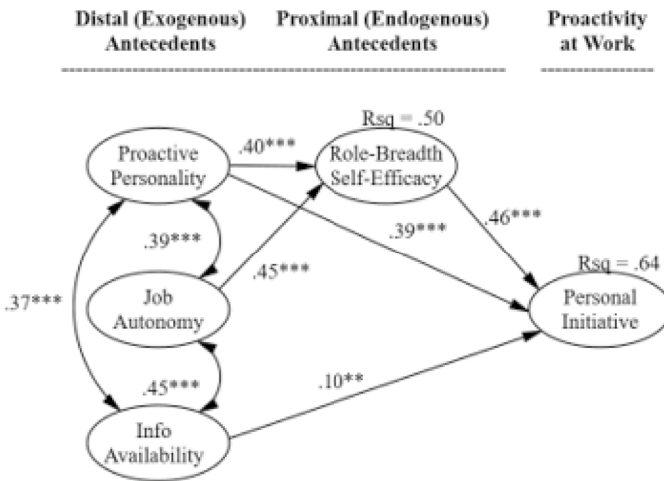 Distal (Exogenous) Antecedents
Proximal (Endogenous) Antecedents
Proactivity at Work
Rsq = .50
Proactive Personality
.40***
Role-Breadth Self-Efficacy
.46***
.39***
.39***
.45***
Rsq = .64
.37***
Job Autonomy
Personal Initiative
.45***
.10**
Info Availability